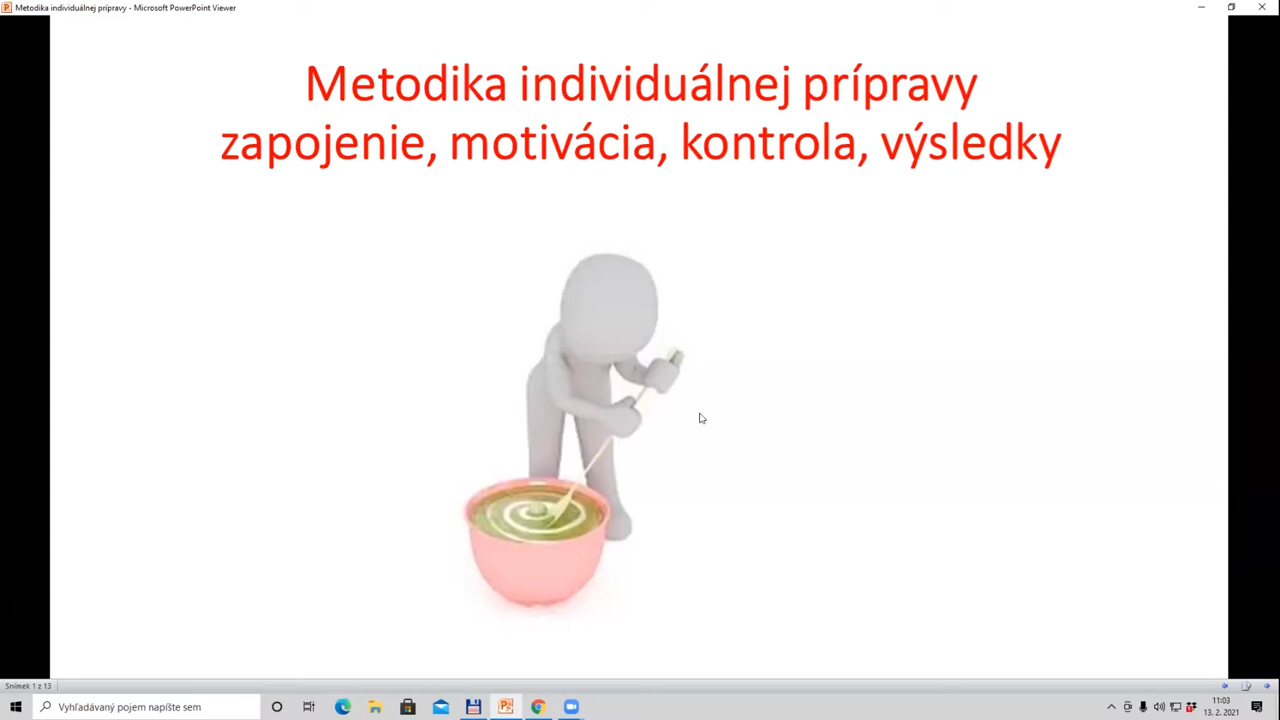 Metodika individuálnej prípravy - Microsoft PowerPoint Viewer
Metodika individuálnej prípravy
zapojenie, motivácia, kontrola, výsledky
Snímek 1 z 13
Vyhľadávaný pojem napíšte sem
11:03
13. 2. 2021